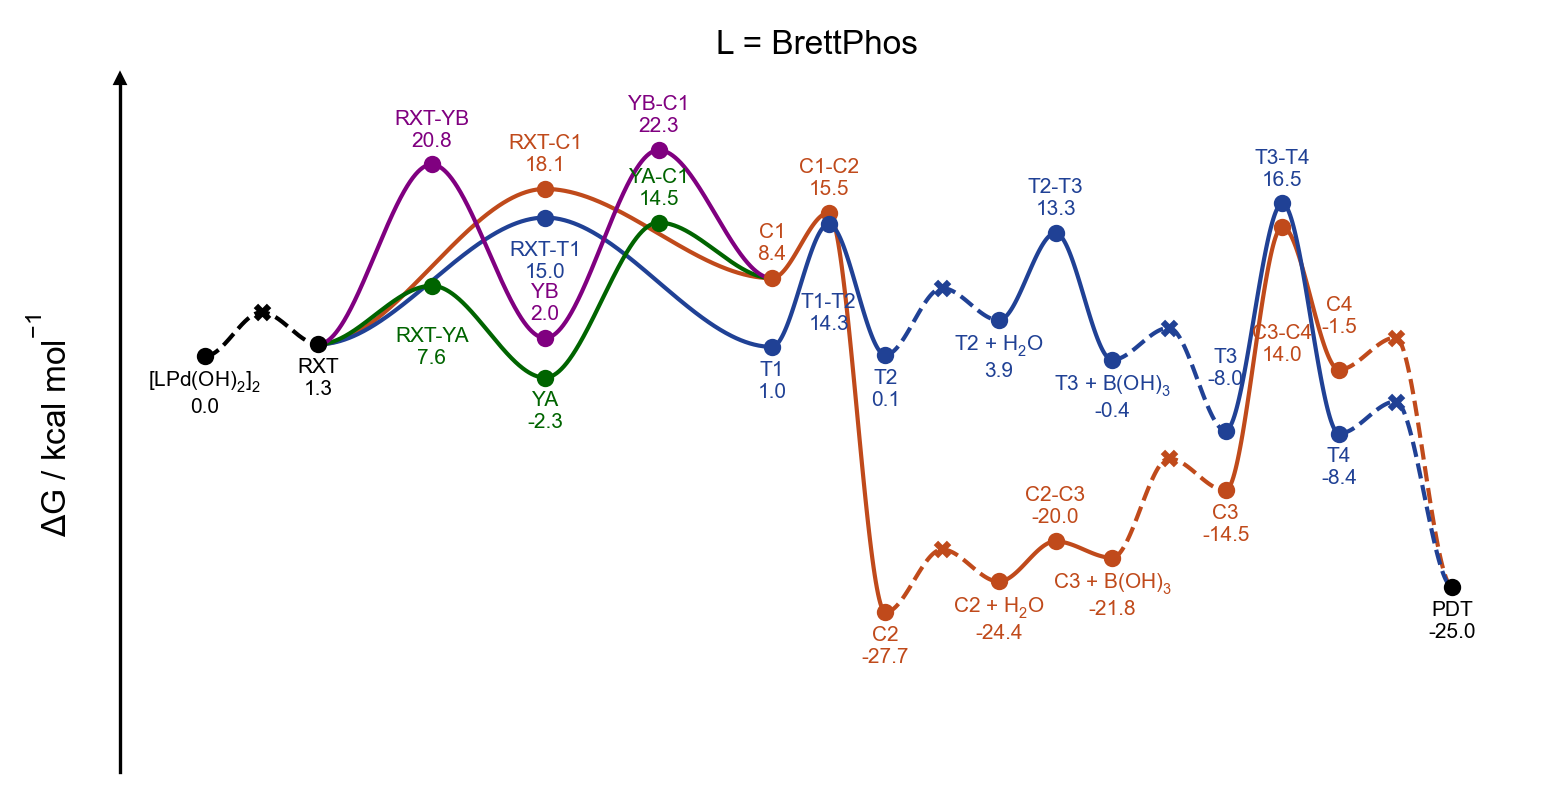 L = BrettPhos
ΔG / kcal mol⁻¹
[LPd(OH)₂]₂
0.0
RXT
1.3
RXT-YB
20.8
RXT-YA
7.6
RXT-C1
18.1
RXT-T1
15.0
YB
2.0
YA
-2.3
YB-C1
22.3
YA-C1
14.5
C1
8.4
T1
1.0
C1-C2
15.5
T1-T2
14.3
T2
0.1
C2
-27.7
T2 + H₂O
3.9
C2 + H₂O
-24.4
T2-T3
13.3
C2-C3
-20.0
T3 + B(OH)₃
-0.4
C3 + B(OH)₃
-21.8
T3
-8.0
C3
-14.5
T3-T4
16.5
C3-C4
14.0
C4
-1.5
T4
-8.4
PDT
-25.0